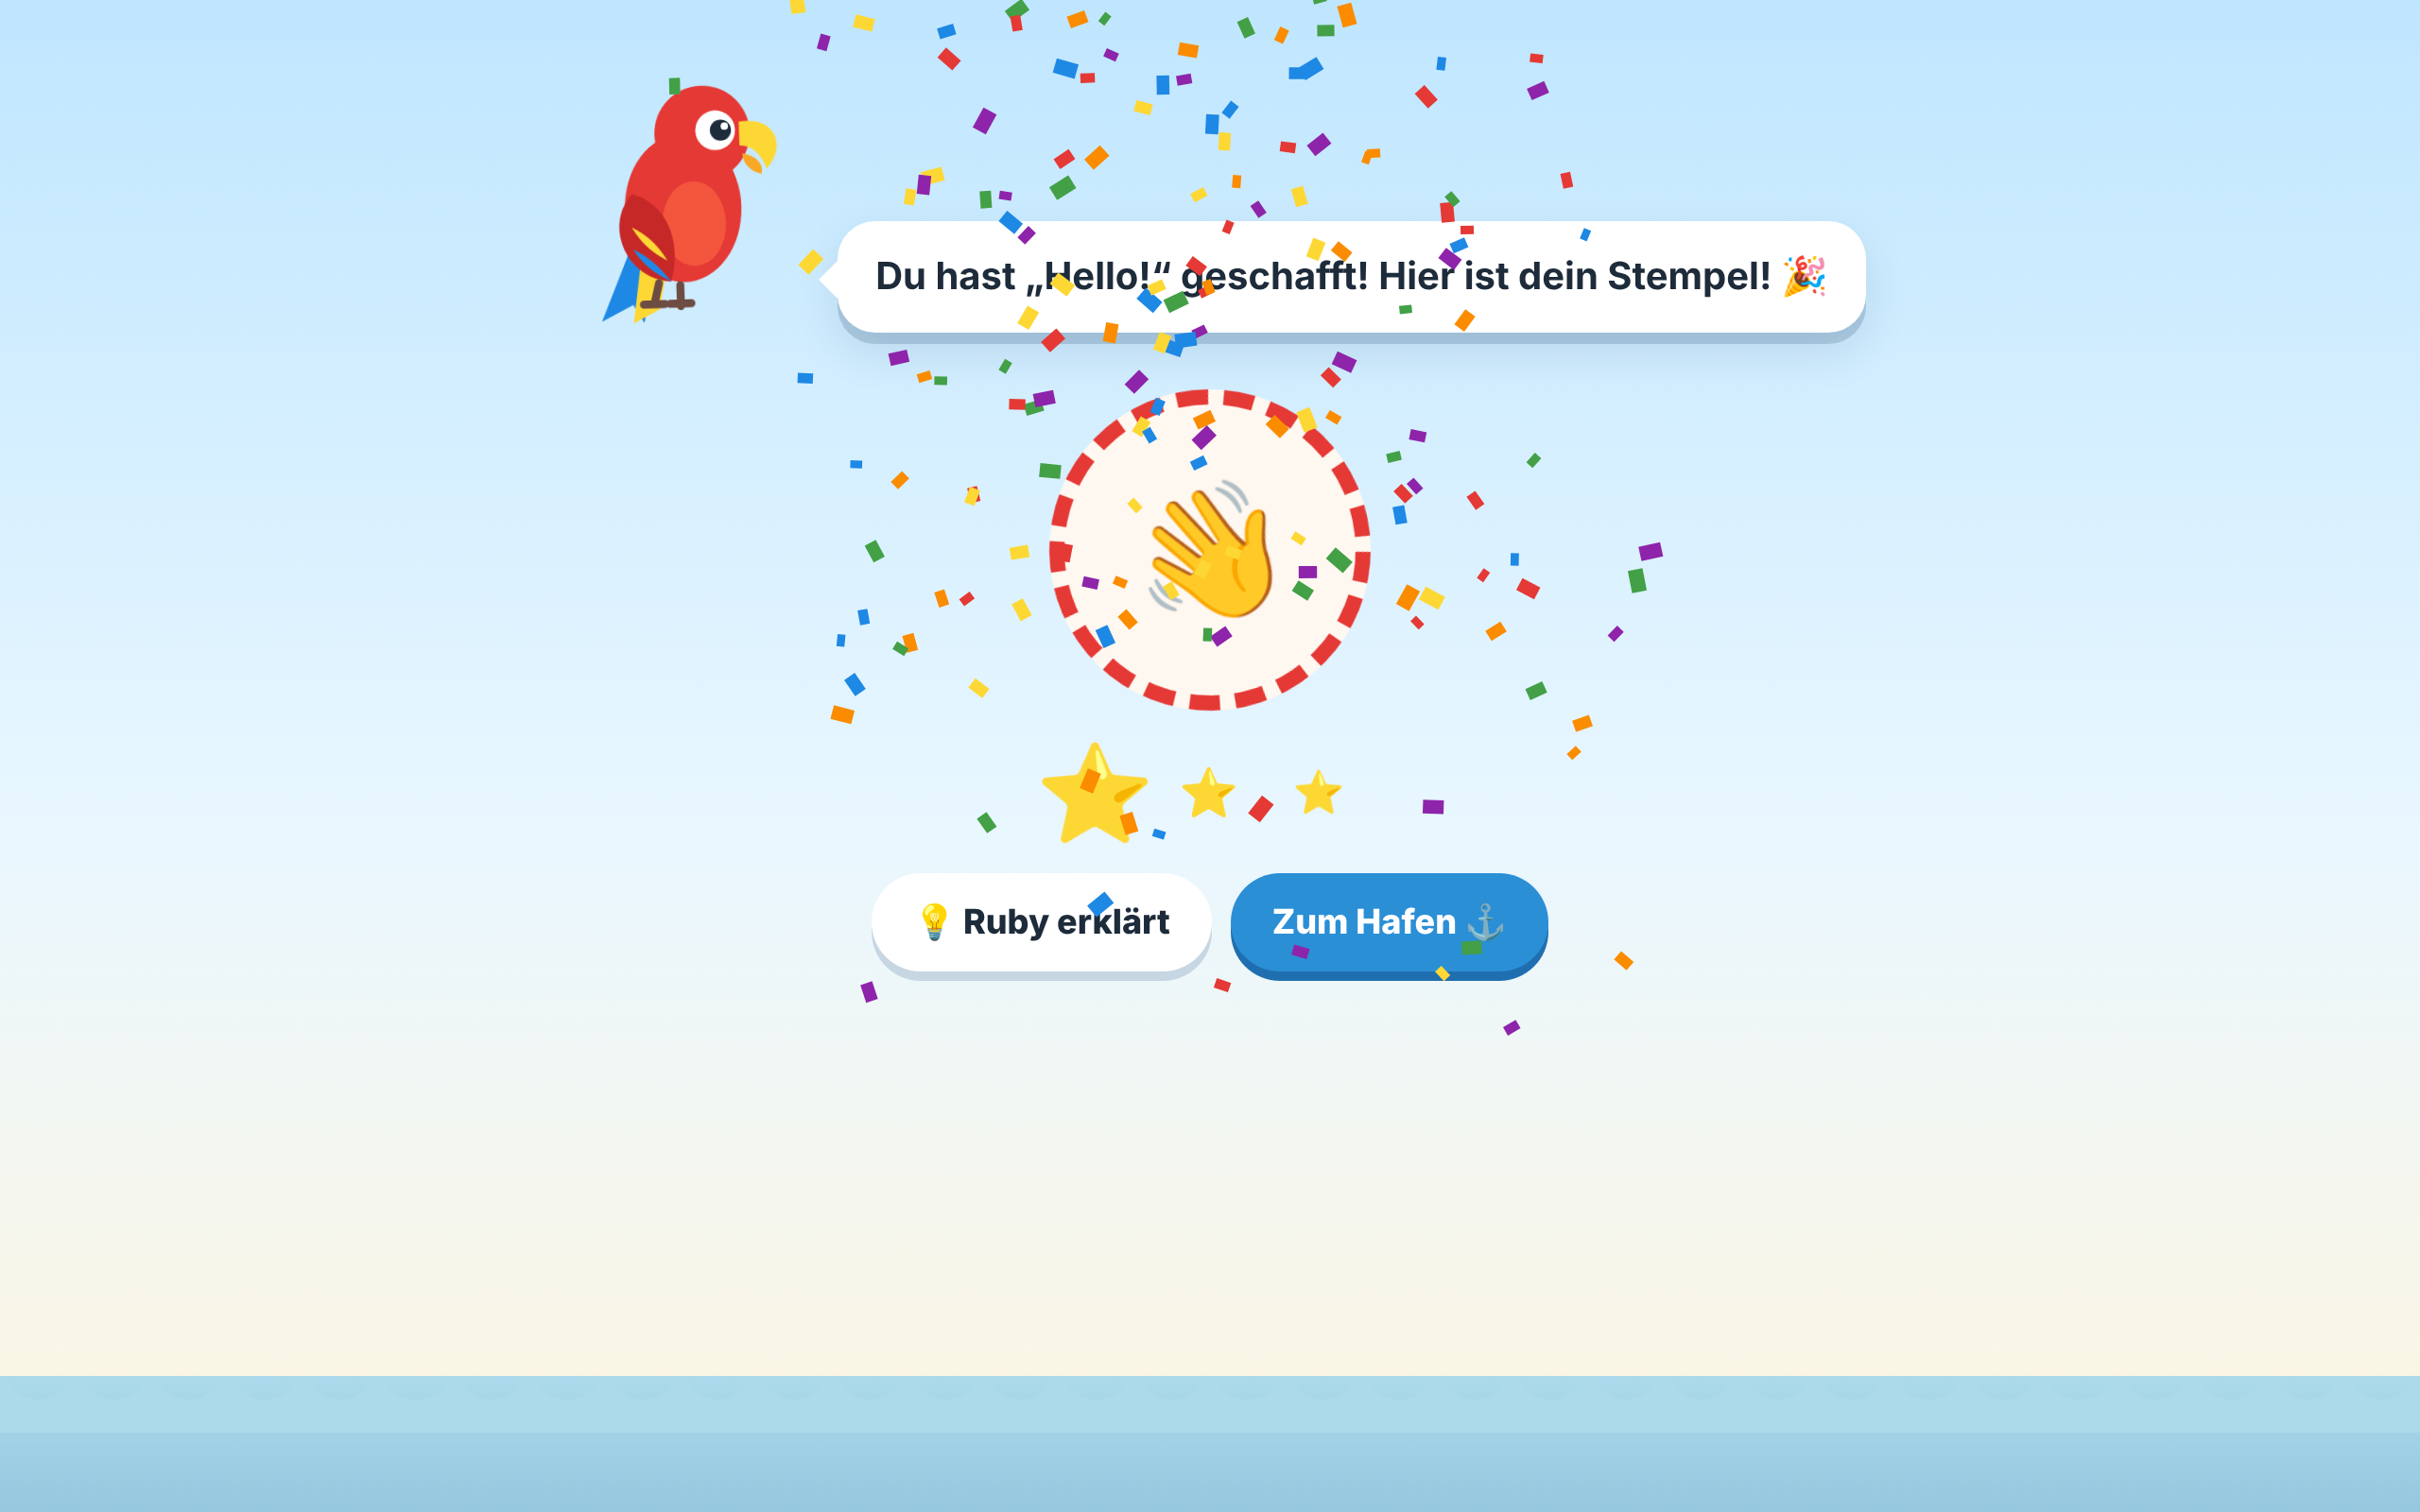 Du hast „Hello!“ geschafft! Hier ist dein Stempel! 🎉
💡 Ruby erklärt
Zum Hafen ⚓